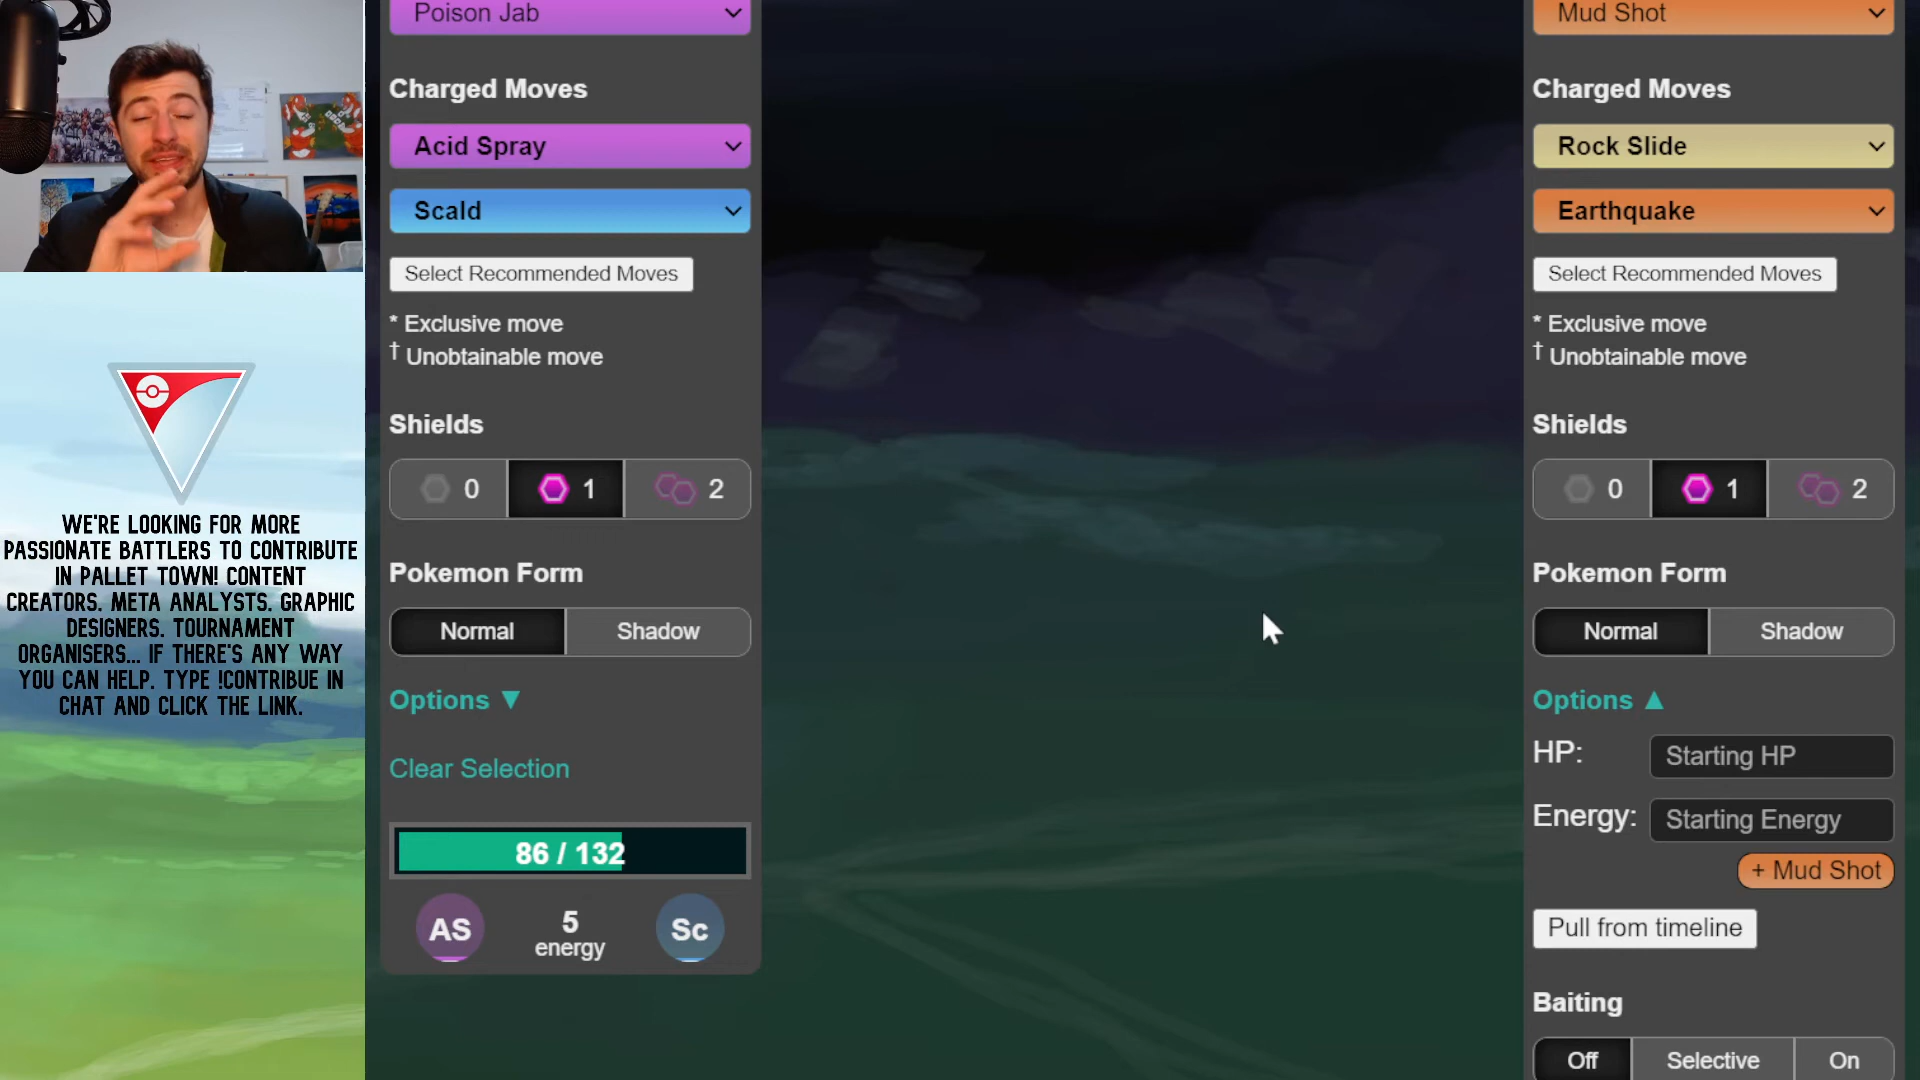 WE'RE LOOKING FOR MORE
PASSIONATE BATTLERS TO CONTRIBUTE
IN PALLET TOWN! CONTENT
CREATORS. META ANALYSTS. GRAPHIC
DESIGNERS. TOURNAMENT
ORGANISERS... IF THERE'S ANY WAY
YOU CAN HELP. TYPE !CONTRIBUE IN
CHAT AND CLICK THE LINK.
Poison Jab
Charged Moves
Acid Spray
Scald
Select Recommended Moves
* Exclusive move
† Unobtainable move
Shields
0 1 2
Pokemon Form
Normal Shadow
Options ▼
Clear Selection
86 / 132
AS 5 energy Sc
Mud Shot
Charged Moves
Rock Slide
Earthquake
Select Recommended Moves
* Exclusive move
† Unobtainable move
Shields
0 1 2
Pokemon Form
Normal Shadow
Options ▲
HP: Starting HP
Energy: Starting Energy
+ Mud Shot
Pull from timeline
Baiting
Off Selective On